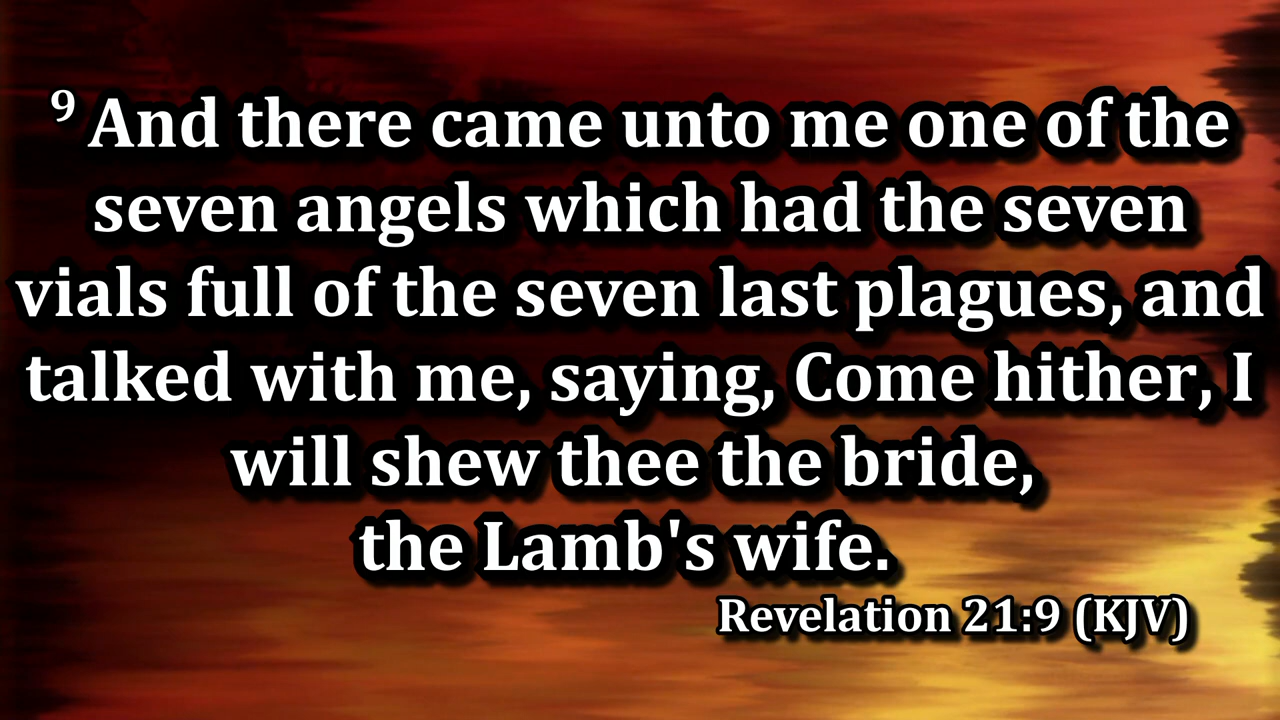 9 And there came unto me one of the
seven angels which had the seven
vials full of the seven last plagues, and
talked with me, saying, Come hither, I
will shew thee the bride,
the Lamb's wife.
Revelation 21:9 (KJV)